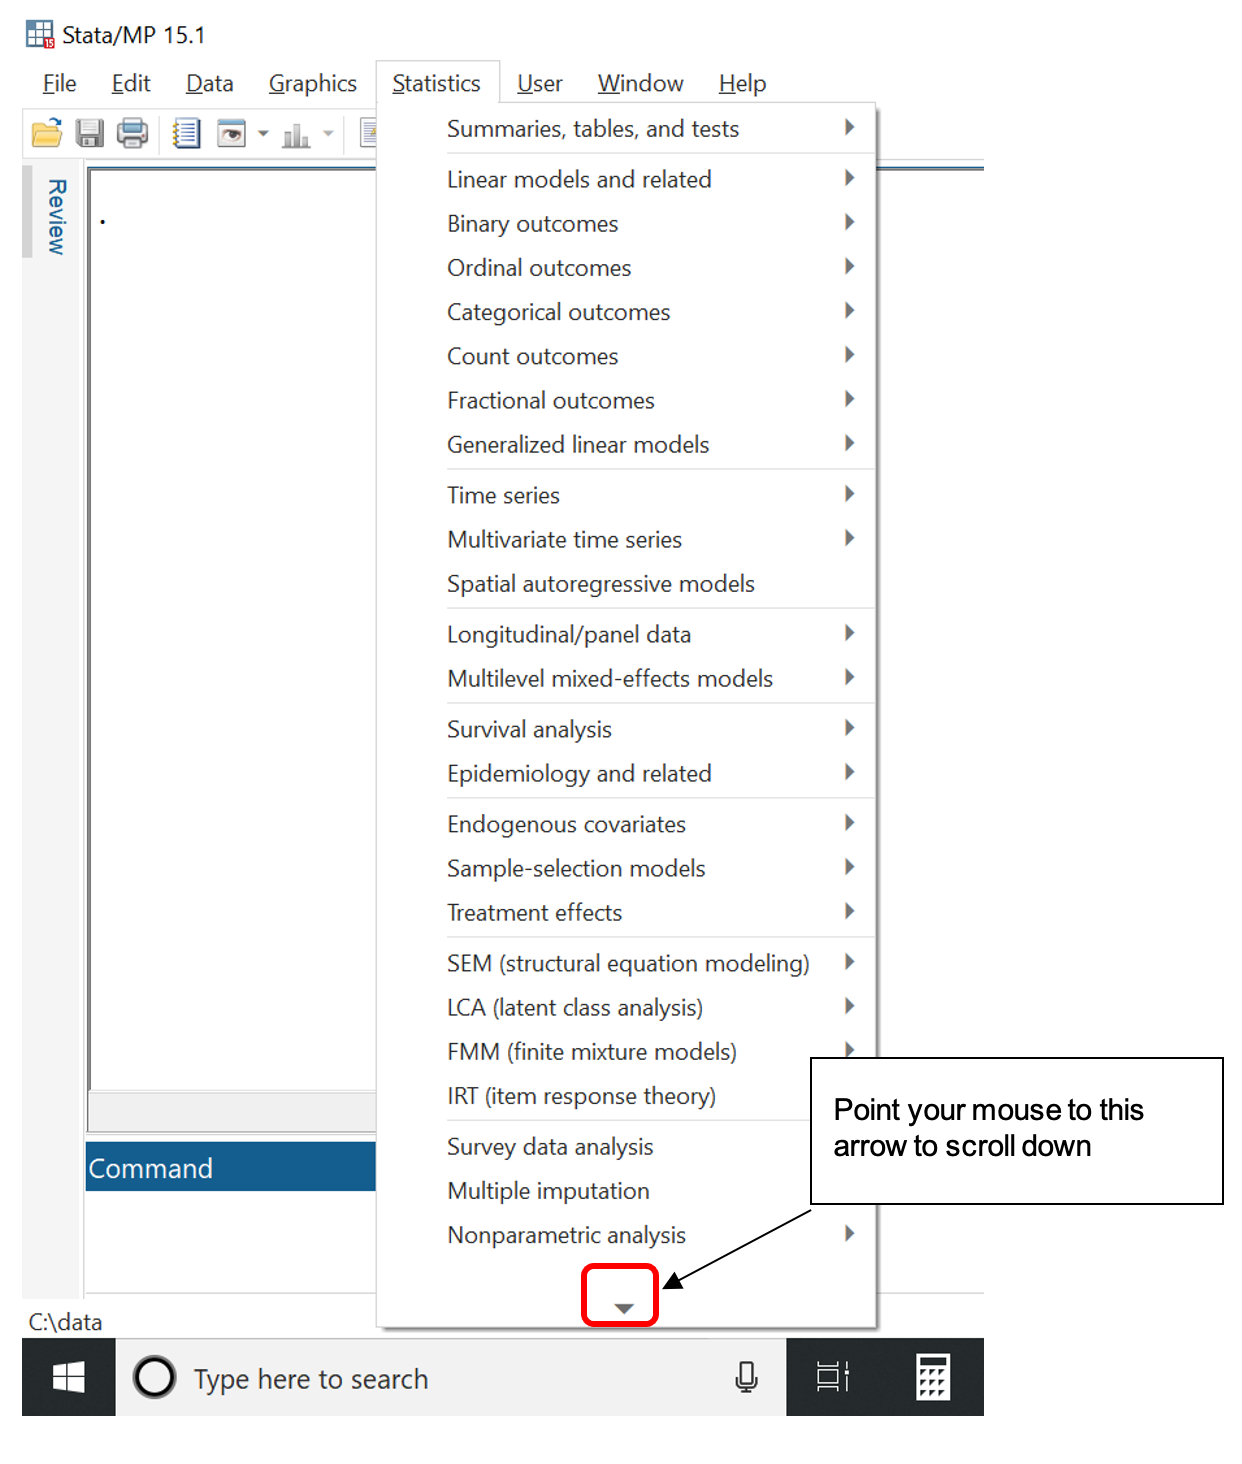 Stata/MP 15.1
File Edit Data Graphics Statistics User Window Help
Review
.
Summaries, tables, and tests
Linear models and related
Binary outcomes
Ordinal outcomes
Categorical outcomes
Count outcomes
Fractional outcomes
Generalized linear models
Time series
Multivariate time series
Spatial autoregressive models
Longitudinal/panel data
Multilevel mixed-effects models
Survival analysis
Epidemiology and related
Endogenous covariates
Sample-selection models
Treatment effects
SEM (structural equation modeling)
LCA (latent class analysis)
FMM (finite mixture models)
IRT (item response theory)
Survey data analysis
Multiple imputation
Nonparametric analysis
Point your mouse to this
arrow to scroll down
Command
C:\data
Type here to search